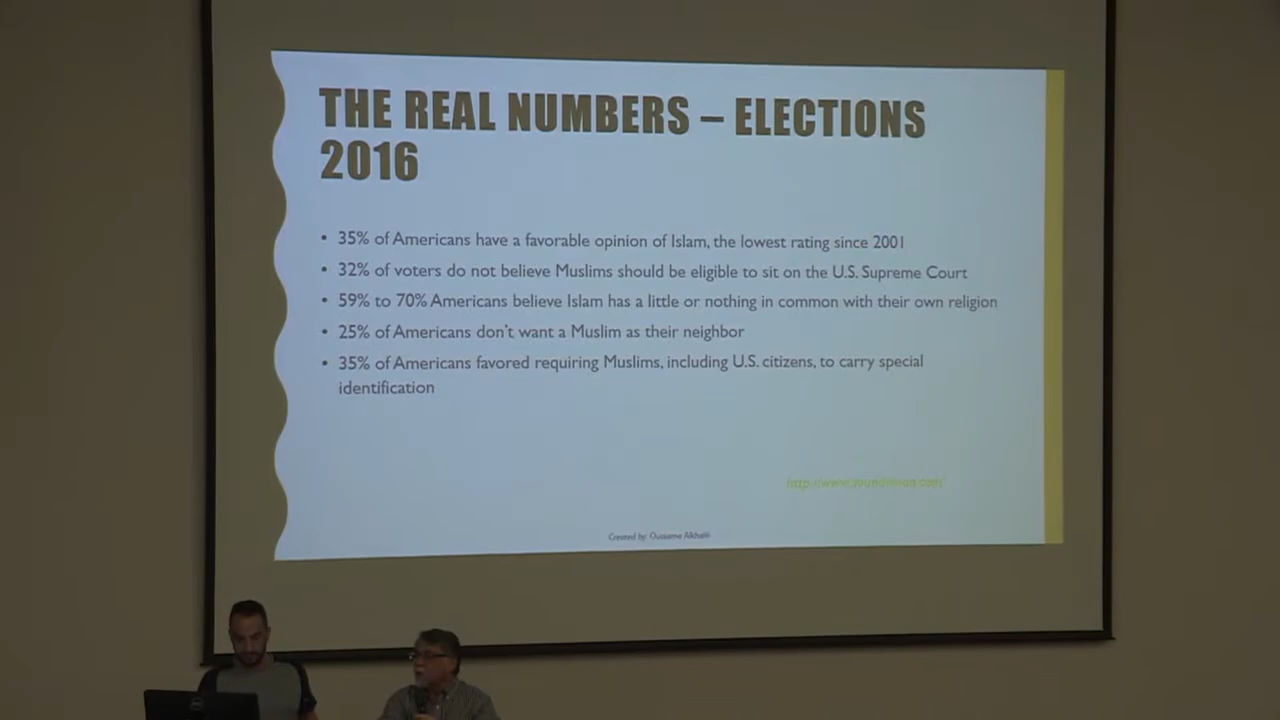 THE REAL NUMBERS – ELECTIONS
2016
• 35% of Americans have a favorable opinion of Islam, the lowest rating since 2001
• 32% of voters do not believe Muslims should be eligible to sit on the U.S. Supreme Court
• 59% to 70% Americans believe Islam has a little or nothing in common with their own religion
• 25% of Americans don't want a Muslim as their neighbor
• 35% of Americans favored requiring Muslims, including U.S. citizens, to carry special
identification
Created by: